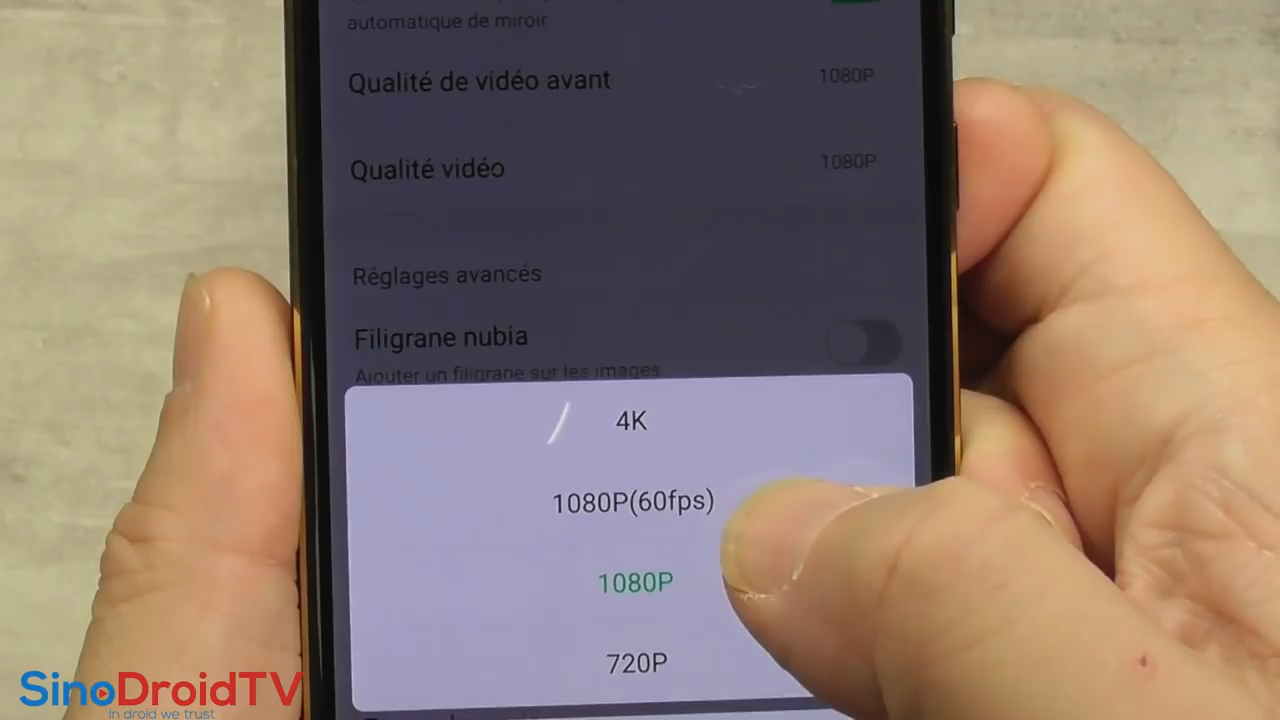 automatique de miroir
Qualité de vidéo avant 1080P
Qualité vidéo 1080P
Réglages avancés
Filigrane nubia
Ajouter un filigrane sur les images
4K
1080P(60fps)
1080P
720P
SinoDroidTV
In droid we trust